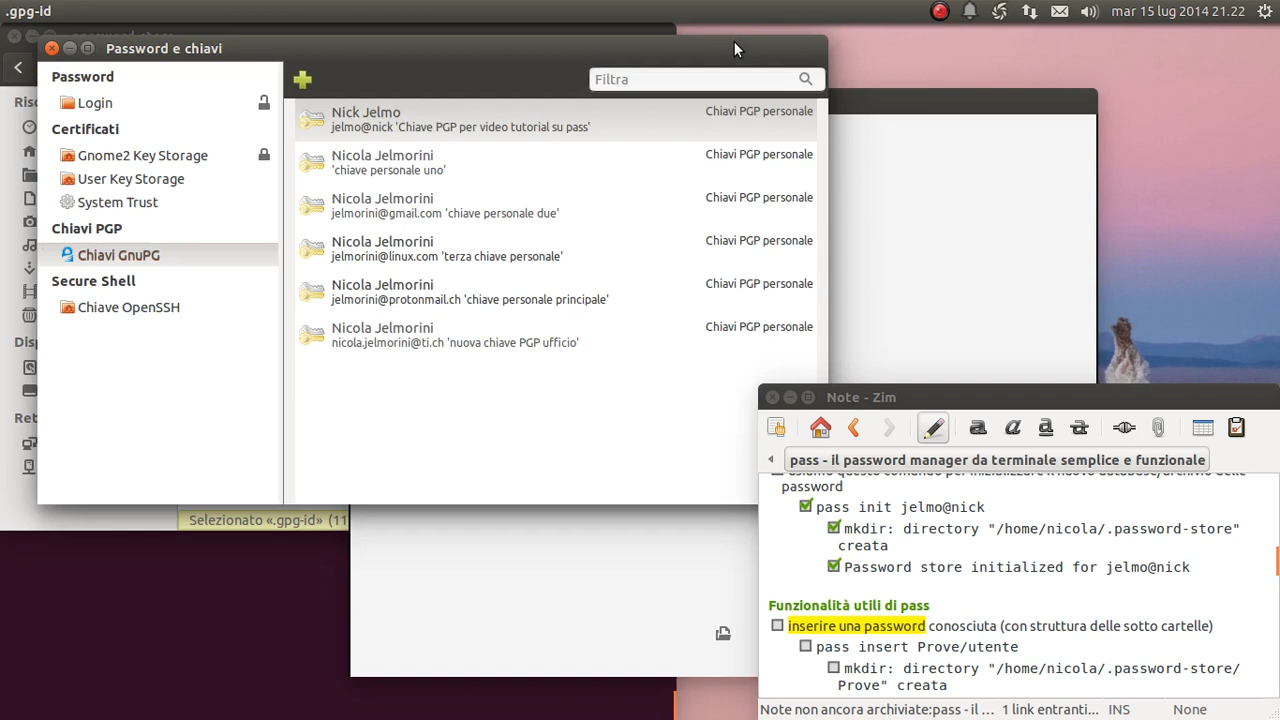 .gpg-id
mar 15 lug 2014 21.22
Password e chiavi
Password
Login
Certificati
Gnome2 Key Storage
User Key Storage
System Trust
Chiavi PGP
Chiavi GnuPG
Secure Shell
Chiave OpenSSH
Filtra
Nick Jelmo
Chiavi PGP personale
jelmo@nick 'Chiave PGP per video tutorial su pass'
Nicola Jelmorini
Chiavi PGP personale
'chiave personale uno'
Nicola Jelmorini
Chiavi PGP personale
jelmorini@gmail.com 'chiave personale due'
Nicola Jelmorini
Chiavi PGP personale
jelmorini@linux.com 'terza chiave personale'
Nicola Jelmorini
Chiavi PGP personale
jelmorini@protonmail.ch 'chiave personale principale'
Nicola Jelmorini
Chiavi PGP personale
nicola.jelmorini@ti.ch 'nuova chiave PGP ufficio'
Riso
Disp
Ret
Selezionato «.gpg-id» (11
Note - Zim
pass - il password manager da terminale semplice e funzionale
password
pass init jelmo@nick
mkdir: directory "/home/nicola/.password-store"
creata
Password store initialized for jelmo@nick
Funzionalità utili di pass
inserire una password conosciuta (con struttura delle sotto cartelle)
pass insert Prove/utente
mkdir: directory "/home/nicola/.password-store/
Prove" creata
Note non ancora archiviate:pass - il ... 1 link entranti... INS None